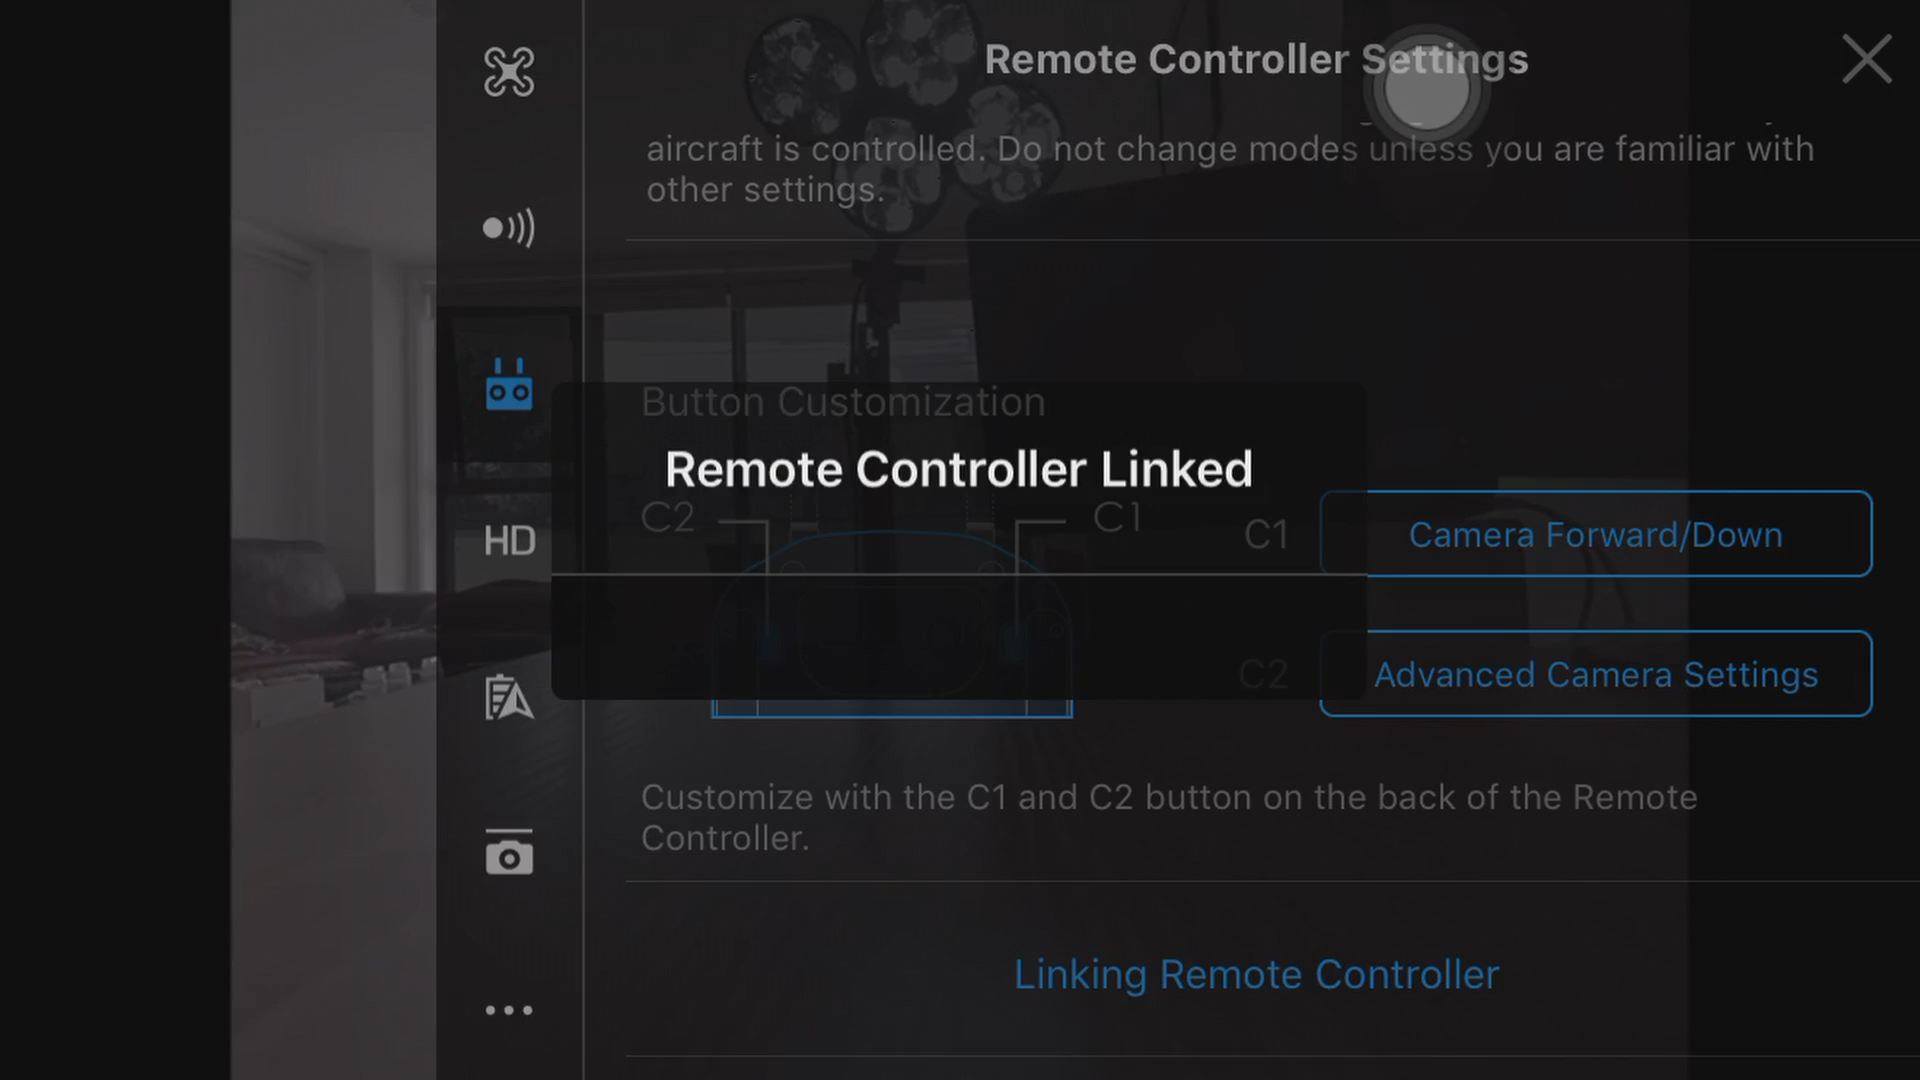 Remote Controller Settings
aircraft is controlled. Do not change modes unless you are familiar with
other settings.
Button Customization
Remote Controller Linked
C2
C1
C1
Camera Forward/Down
HD
C2
Advanced Camera Settings
Customize with the C1 and C2 button on the back of the Remote
Controller.
Linking Remote Controller